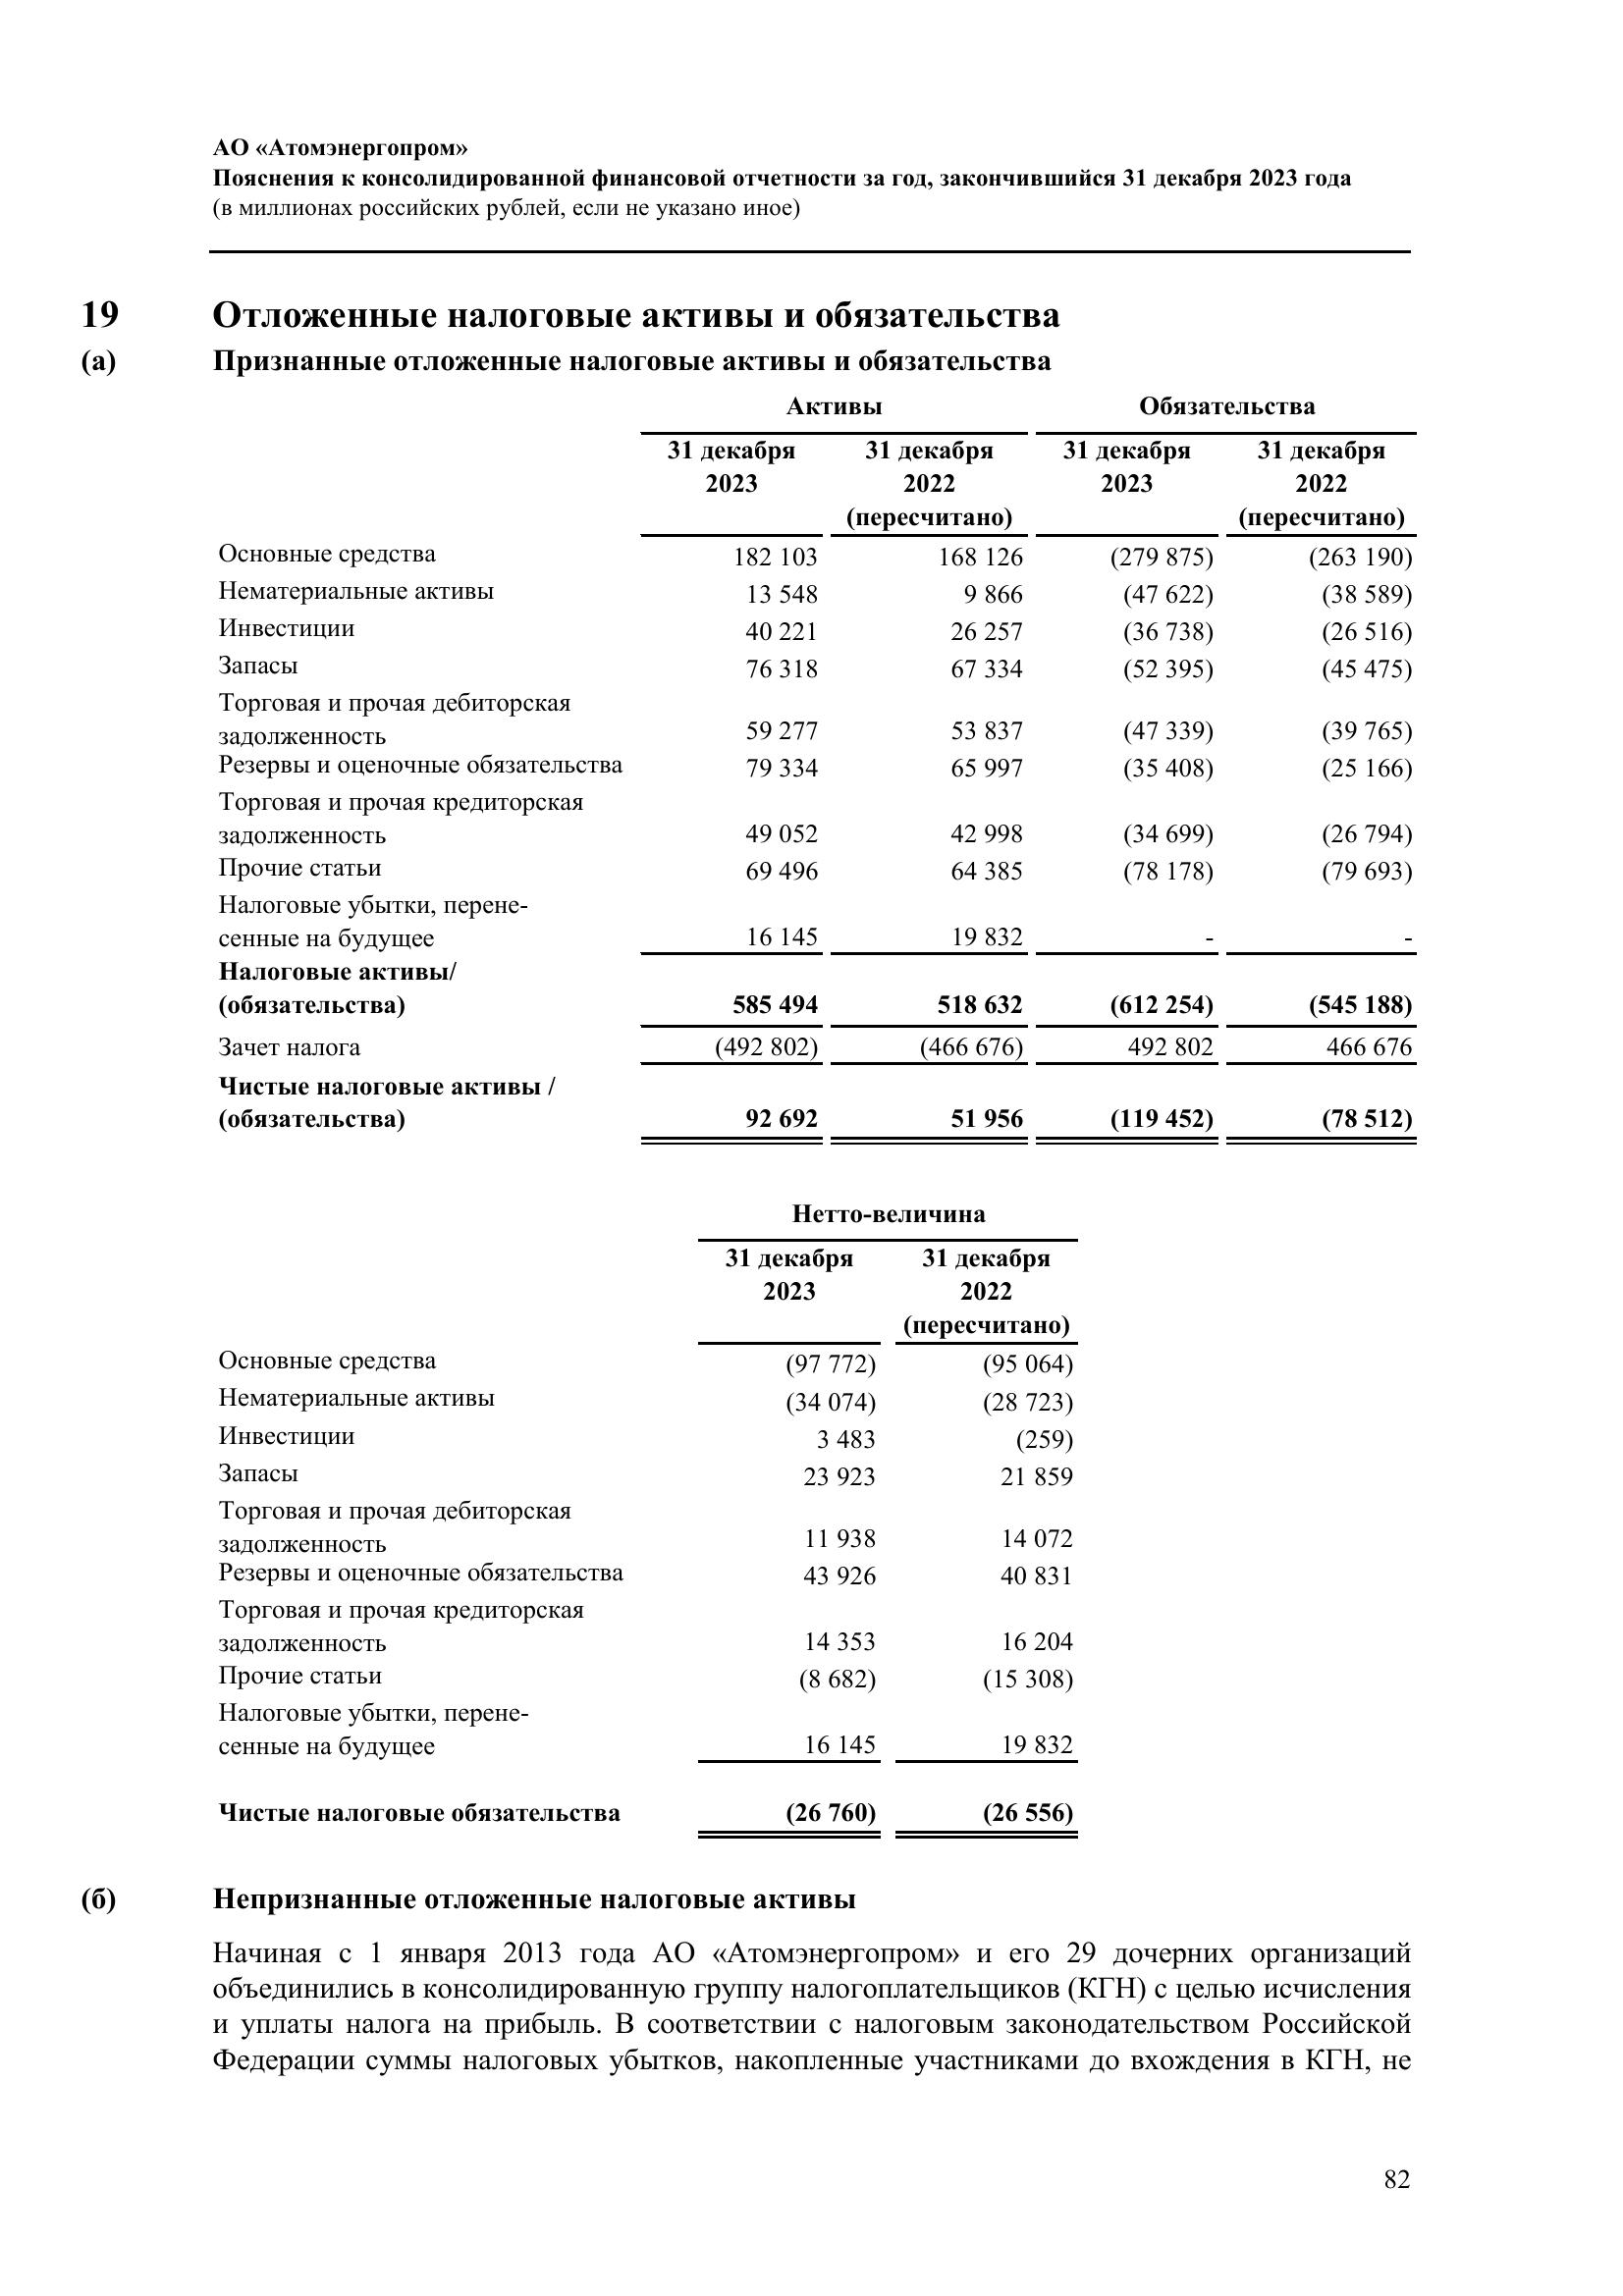 АО «Атомэнергопром»
Пояснения к консолидированной финансовой отчетности за год, закончившийся 31 декабря 2023 года
(в миллионах российских рублей, если не указано иное)
19 Отложенные налоговые активы и обязательства
(а) Признанные отложенные налоговые активы и обязательства
Активы Обязательства
31 декабря 31 декабря 31 декабря 31 декабря
2023 2022 2023 2022
(пересчитано) (пересчитано)
Основные средства 182 103 168 126 (279 875) (263 190)
Нематериальные активы 13 548 9 866 (47 622) (38 589)
Инвестиции 40 221 26 257 (36 738) (26 516)
Запасы 76 318 67 334 (52 395) (45 475)
Торговая и прочая дебиторская
задолженность 59 277 53 837 (47 339) (39 765)
Резервы и оценочные обязательства 79 334 65 997 (35 408) (25 166)
Торговая и прочая кредиторская
задолженность 49 052 42 998 (34 699) (26 794)
Прочие статьи 69 496 64 385 (78 178) (79 693)
Налоговые убытки, перене-
сенные на будущее 16 145 19 832 - -
Налоговые активы/
(обязательства) 585 494 518 632 (612 254) (545 188)
Зачет налога (492 802) (466 676) 492 802 466 676
Чистые налоговые активы /
(обязательства) 92 692 51 956 (119 452) (78 512)
Нетто-величина
31 декабря 31 декабря
2023 2022
(пересчитано)
Основные средства (97 772) (95 064)
Нематериальные активы (34 074) (28 723)
Инвестиции 3 483 (259)
Запасы 23 923 21 859
Торговая и прочая дебиторская
задолженность 11 938 14 072
Резервы и оценочные обязательства 43 926 40 831
Торговая и прочая кредиторская
задолженность 14 353 16 204
Прочие статьи (8 682) (15 308)
Налоговые убытки, перене-
сенные на будущее 16 145 19 832
Чистые налоговые обязательства (26 760) (26 556)
(б) Непризнанные отложенные налоговые активы
Начиная с 1 января 2013 года АО «Атомэнергопром» и его 29 дочерних организаций
объединились в консолидированную группу налогоплательщиков (КГН) с целью исчисления
и уплаты налога на прибыль. В соответствии с налоговым законодательством Российской
Федерации суммы налоговых убытков, накопленные участниками до вхождения в КГН, не
82